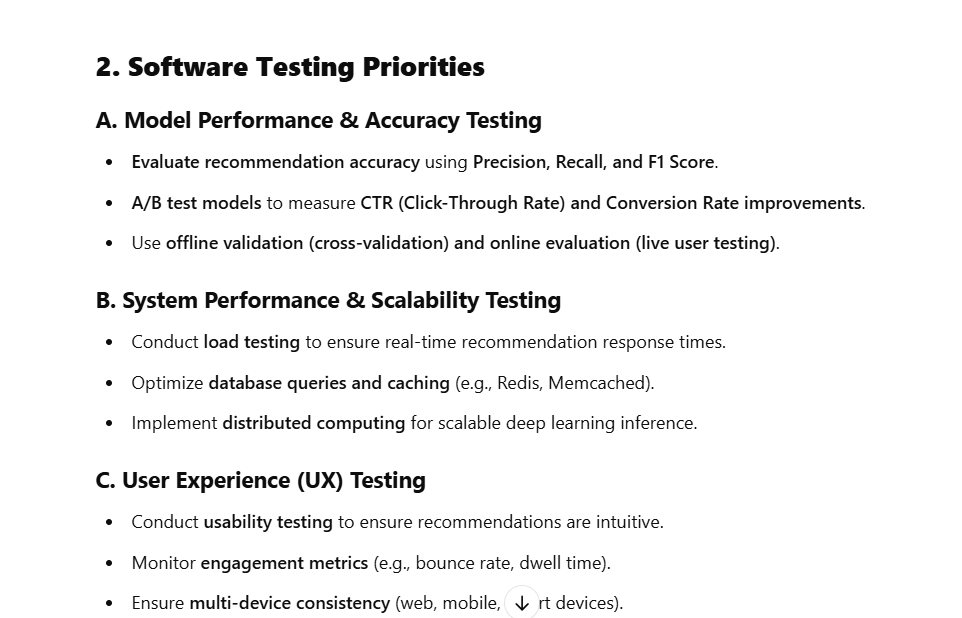 2. Software Testing Priorities
A. Model Performance & Accuracy Testing
• Evaluate recommendation accuracy using Precision, Recall, and F1 Score.
• A/B test models to measure CTR (Click-Through Rate) and Conversion Rate improvements.
• Use offline validation (cross-validation) and online evaluation (live user testing).
B. System Performance & Scalability Testing
• Conduct load testing to ensure real-time recommendation response times.
• Optimize database queries and caching (e.g., Redis, Memcached).
• Implement distributed computing for scalable deep learning inference.
C. User Experience (UX) Testing
• Conduct usability testing to ensure recommendations are intuitive.
• Monitor engagement metrics (e.g., bounce rate, dwell time).
• Ensure multi-device consistency (web, mobile, devices).